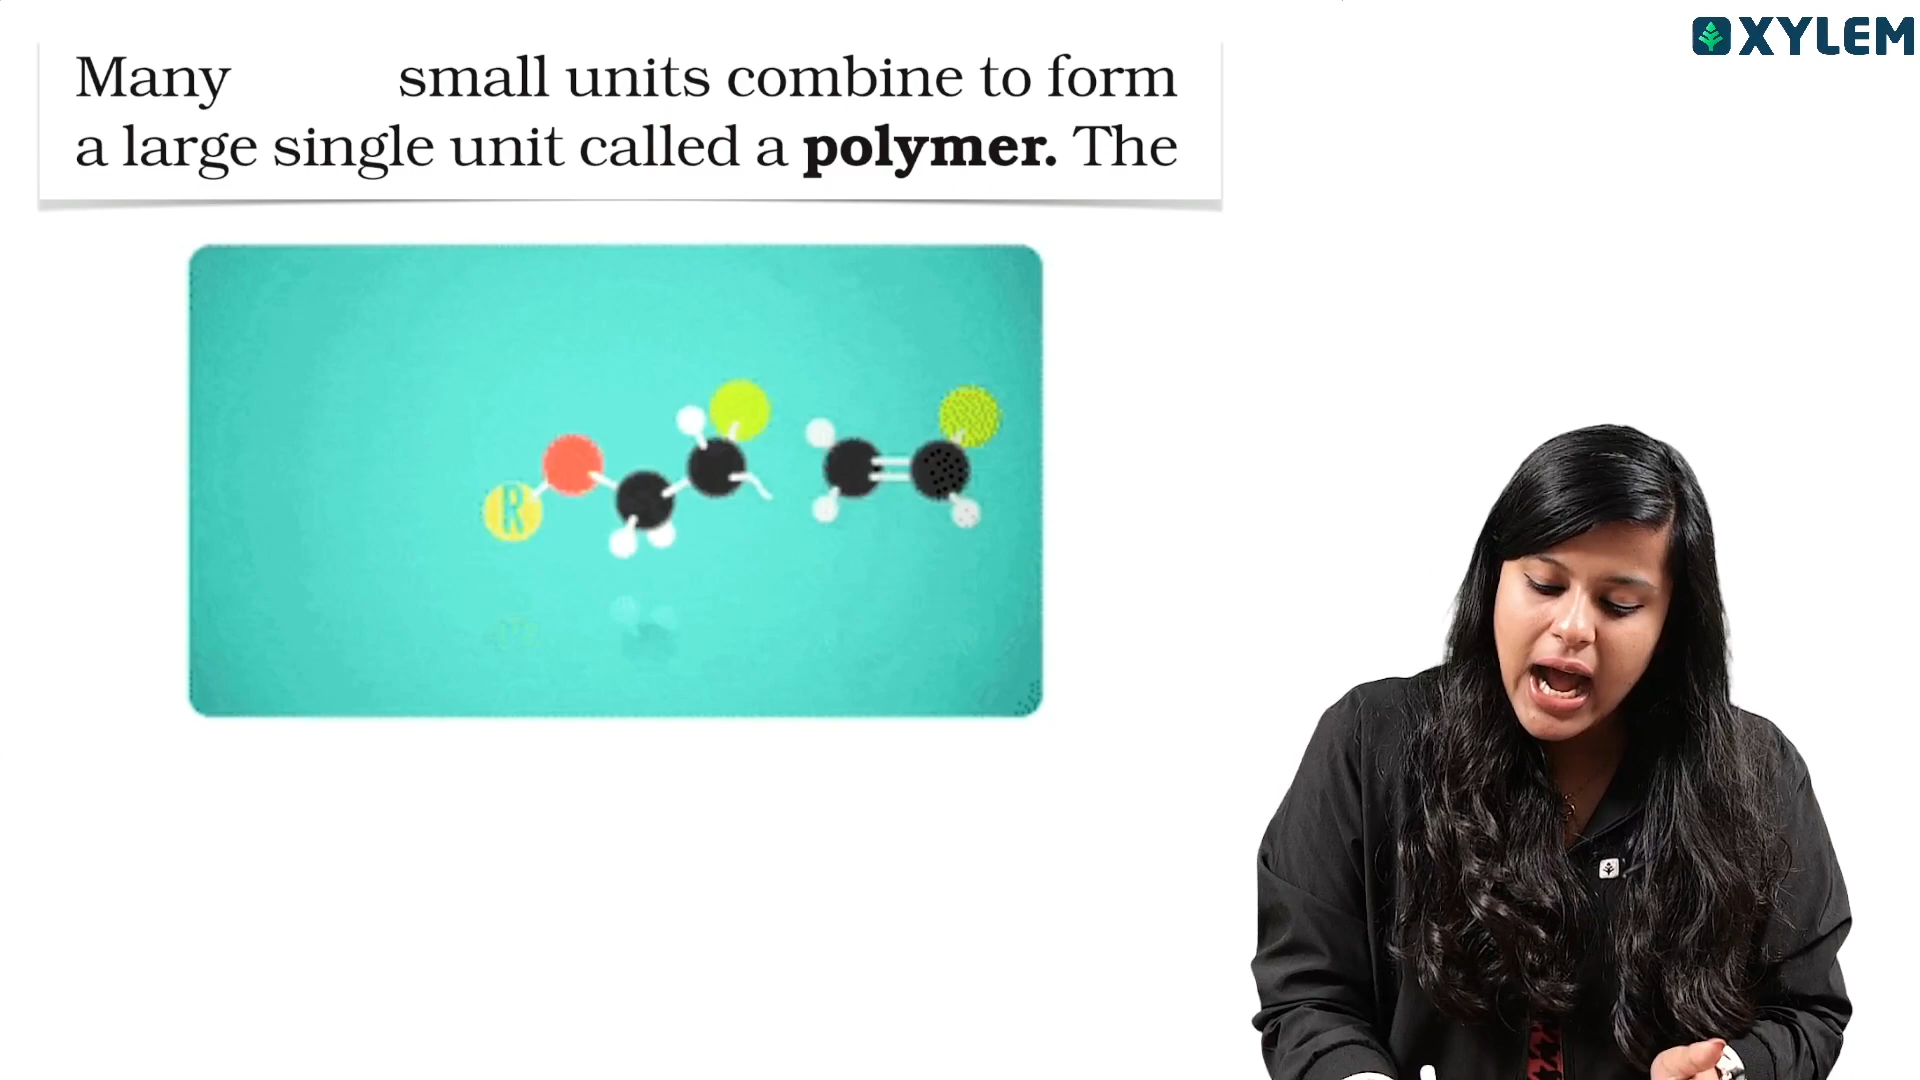 XYLEM
Many small units combine to form
a large single unit called a polymer. The
R